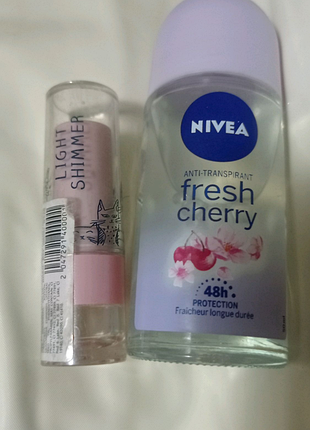 LIGHT
SHIMMER
NIVEA
ANTI-TRANSPIRANT
fresh
cherry
48h
PROTECTION
Fraîcheur longue durée